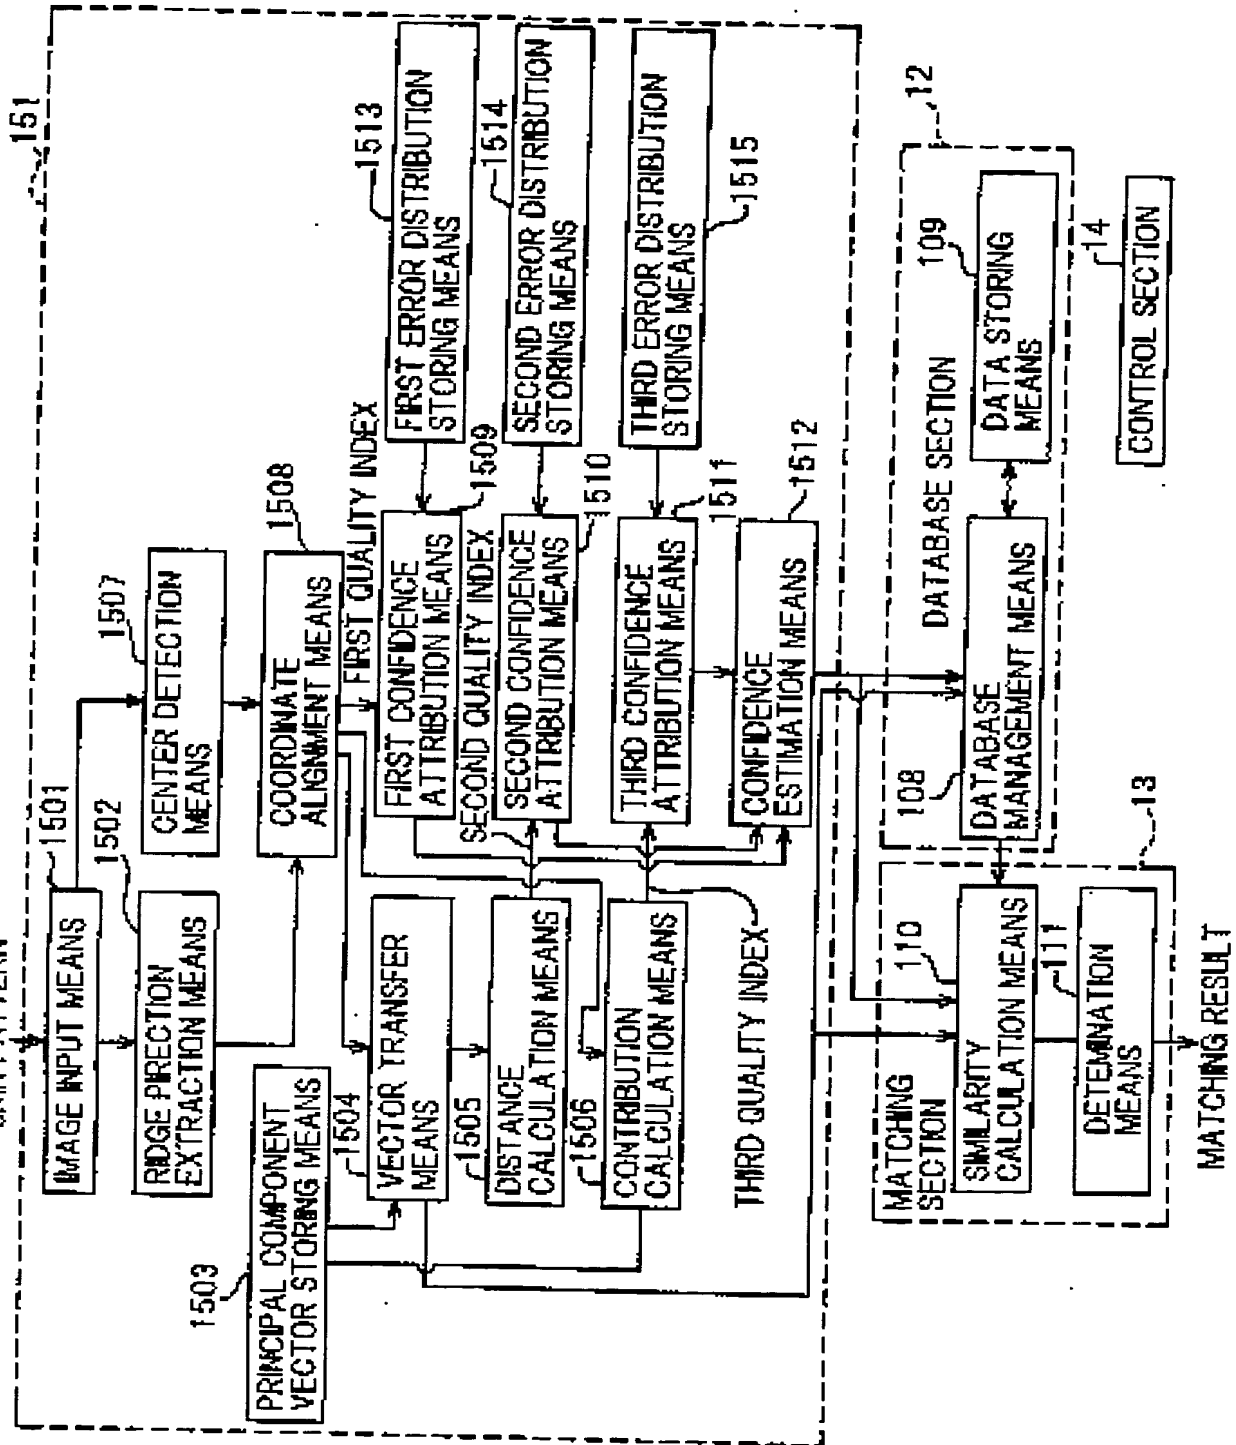 151
IMAGE INPUT MEANS
1501
RIDGE PIRECTION
EXTRACTION MEANS
1502
CENTER DETECTION
MEANS
1507
COORDINATE
ALIGNMENT MEANS
1508
PRINCIPAL COMPONENT
VECTOR STORING MEANS
1503
FIRST QUALITY INDEX
VECTOR TRANSFER
MEANS
1504
FIRST CONFIDENCE
ATTRIBUTION MEANS
1509
FIRST ERROR DISTRIBUTION
STORING MEANS
1513
SECOND QUALITY INDEX
DISTANCE
CALCULATION MEANS
1505
SECOND CONFIDENCE
ATTRIBUTION MEANS
1510
SECOND ERROR DISTRIBUTION
STORING MEANS
1514
CONTRIBUTION
CALCULATION MEANS
1506
THIRD CONFIDENCE
ATTRIBUTION MEANS
1511
THIRD ERROR DISTRIBUTION
STORING MEANS
1515
THIRD QUALITY INDEX
CONFIDENCE
ESTIMATION MEANS
1512
MATCHING
SECTION
13
SIMILARITY
CALCULATION MEANS
110
DETEMINATION
MEANS
111
MATCHING RESULT
DATABASE SECTION
12
DATABASE
MANAGEMENT MEANS
108
DATA STORING
MEANS
109
CONTROL SECTION
14